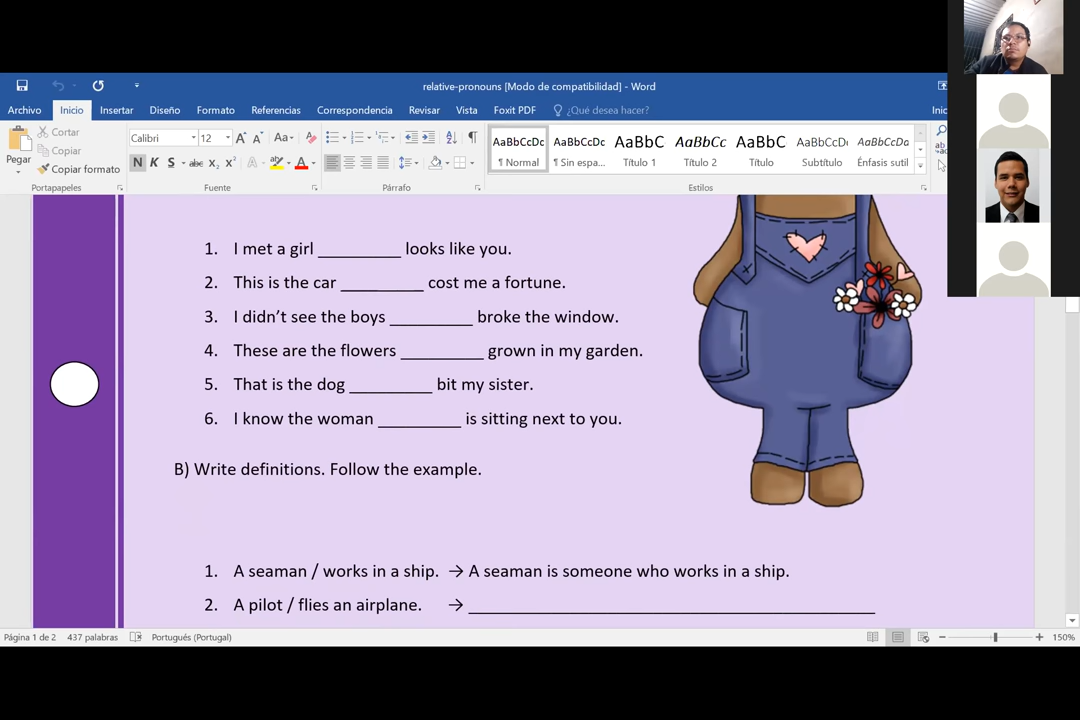 relative-pronouns [Modo de compatibilidad] - Word
Archivo Inicio Insertar Diseño Formato Referencias Correspondencia Revisar Vista Foxit PDF ¿Qué desea hacer? Inic
Pegar
Cortar
Copiar
Copiar formato
Portapapeles
Calibri 12
N K S abc x₂ x²
Fuente
Párrafo
AaBbCcDc AaBbCcDc AaBbC AaBbCc AaBbC AaBbCcD AaBbCcDa
¶ Normal ¶ Sin espa... Título 1 Título 2 Título Subtítulo Énfasis sutil
Estilos
1. I met a girl _________ looks like you.
2. This is the car _________ cost me a fortune.
3. I didn’t see the boys _________ broke the window.
4. These are the flowers _________ grown in my garden.
5. That is the dog _________ bit my sister.
6. I know the woman _________ is sitting next to you.
B) Write definitions. Follow the example.
1. A seaman / works in a ship. → A seaman is someone who works in a ship.
2. A pilot / flies an airplane. → ____________________________________________
Página 1 de 2 437 palabras Português (Portugal) 150%